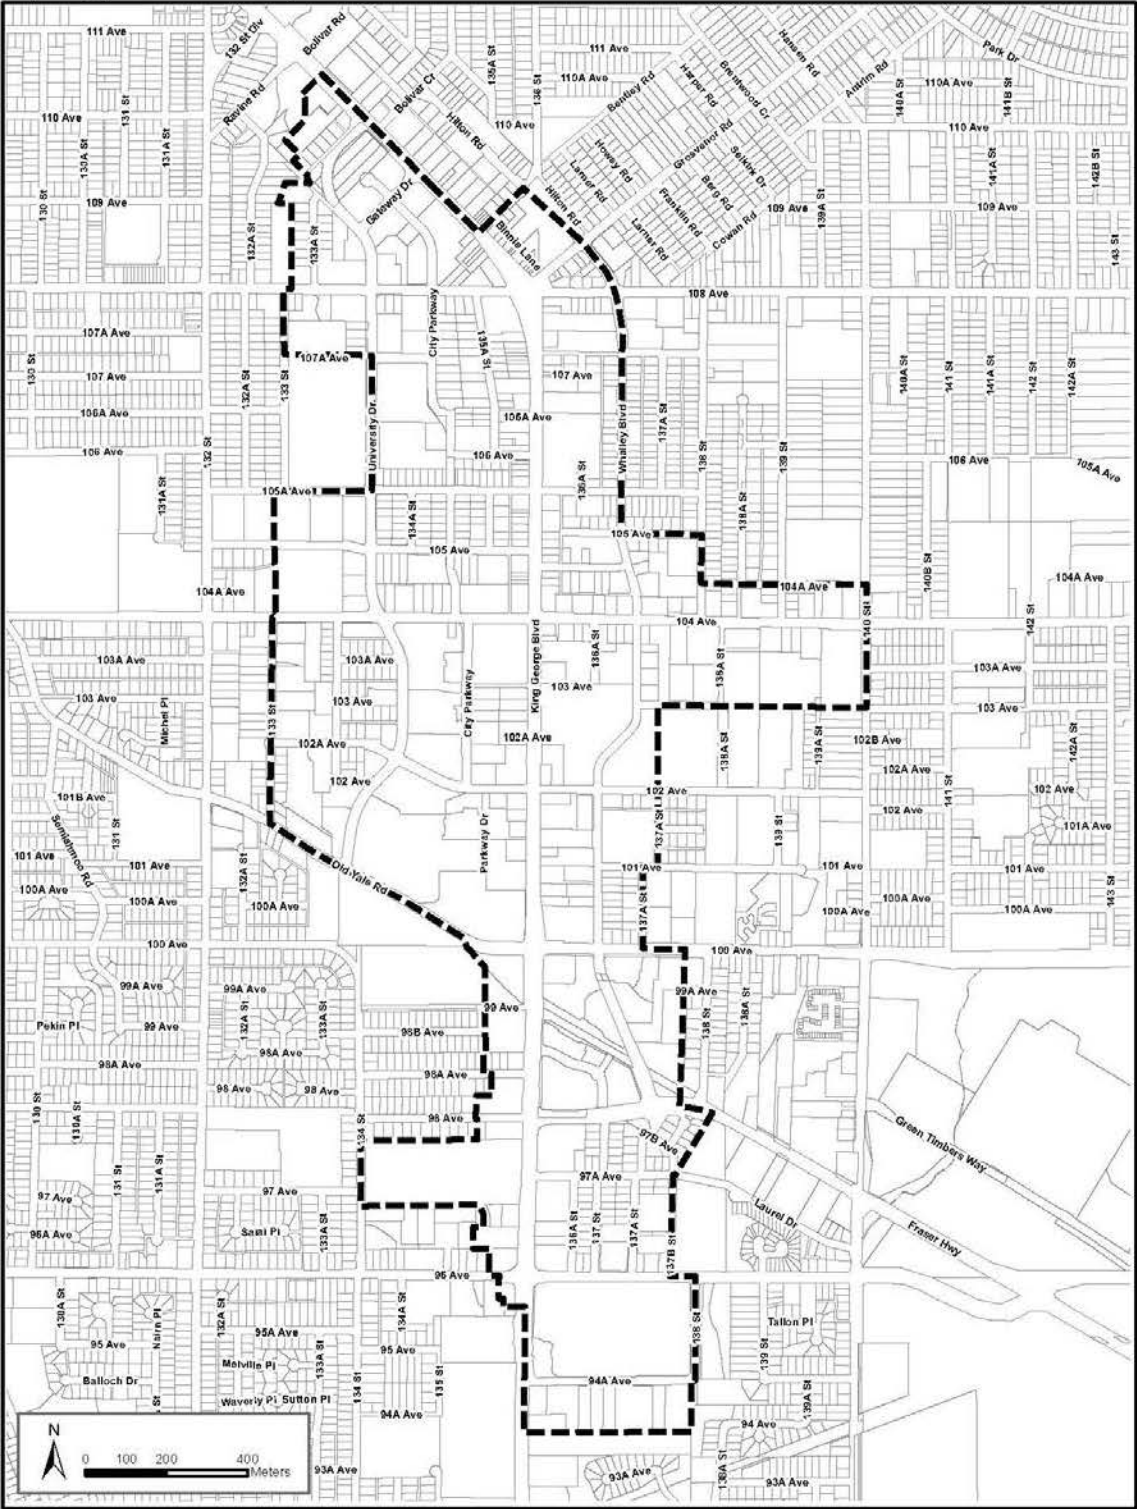 111 Ave
132 St Div
Bolivar Rd
135A St
111 Ave
Hansen Rd
Park Dr
Bolivar Cr
136 St
110A Ave
Bentley Rd
Harper Rd
Brentwood Cr
Antrim Rd
140A St
110A Ave
141B St
Ravine Rd
131 St
110 Ave
Hilton Rd
110 Ave
110 Ave
130A St
131A St
Howey Rd
Grosvenor Rd
Selkirk Dr
141A St
142B St
Lanser Rd
Berg Rd
130 St
109 Ave
Gateway Dr
Hilton Rd
Franklin Rd
109 Ave
139A St
109 Ave
132A St
133A St
Binnie Lane
Larner Rd
Cowan Rd
143 St
108 Ave
107A Ave
City Parkway
135A St
107A Ave
130 St
107 Ave
132A St
133 St
107 Ave
140A St
141 St
141A St
142 St
142A St
106A Ave
University Dr
106A Ave
Whalley Blvd
137A St
106 Ave
132 St
106 Ave
138 St
139 St
106 Ave
105A Ave
131A St
105A Ave
134A St
136A St
138A St
105 Ave
105 Ave
104A Ave
104A Ave
140B St
104A Ave
104 Ave
140 St
142 St
103A Ave
103A Ave
King George Blvd
136A St
138A St
103A Ave
103 Ave
Michel Pl
133 St
103 Ave
City Parkway
103 Ave
103 Ave
102A Ave
102A Ave
138A St
139A St
102B Ave
142A St
102 Ave
102A Ave
101B Ave
102 Ave
137A St
139 St
102 Ave
141 St
102 Ave
Semiahmoo Rd
131 St
Parkway Dr
101A Ave
101 Ave
101 Ave
132A St
Old Yale Rd
101 Ave
101 Ave
101 Ave
100A Ave
100A Ave
100A Ave
137A St
100A Ave
100A Ave
100A Ave
143 St
100 Ave
100 Ave
99A Ave
99A Ave
99A Ave
132A St
133A St
99 Ave
138 St
138A St
Pekin Pl
99 Ave
98B Ave
98A Ave
98A Ave
98A Ave
98 Ave
98 Ave
130 St
130A St
134 St
98 Ave
97B Ave
Green Timbers Way
131 St
131A St
97A Ave
97 Ave
97 Ave
Laurel Dr
96A Ave
Sami Pl
133A St
136A St
137 St
137A St
137B St
Fraser Hwy
96 Ave
130A St
Nairn Pl
132A St
134A St
Tallon Pl
95A Ave
138 St
95 Ave
133A St
95 Ave
139 St
Balloch Dr
Melville Pl
134 St
135 St
94A Ave
Waverly Pl
Sutton Pl
139A St
94A Ave
94 Ave
N
0 100 200 400
Meters
93A Ave
93A Ave
138A St
93A Ave